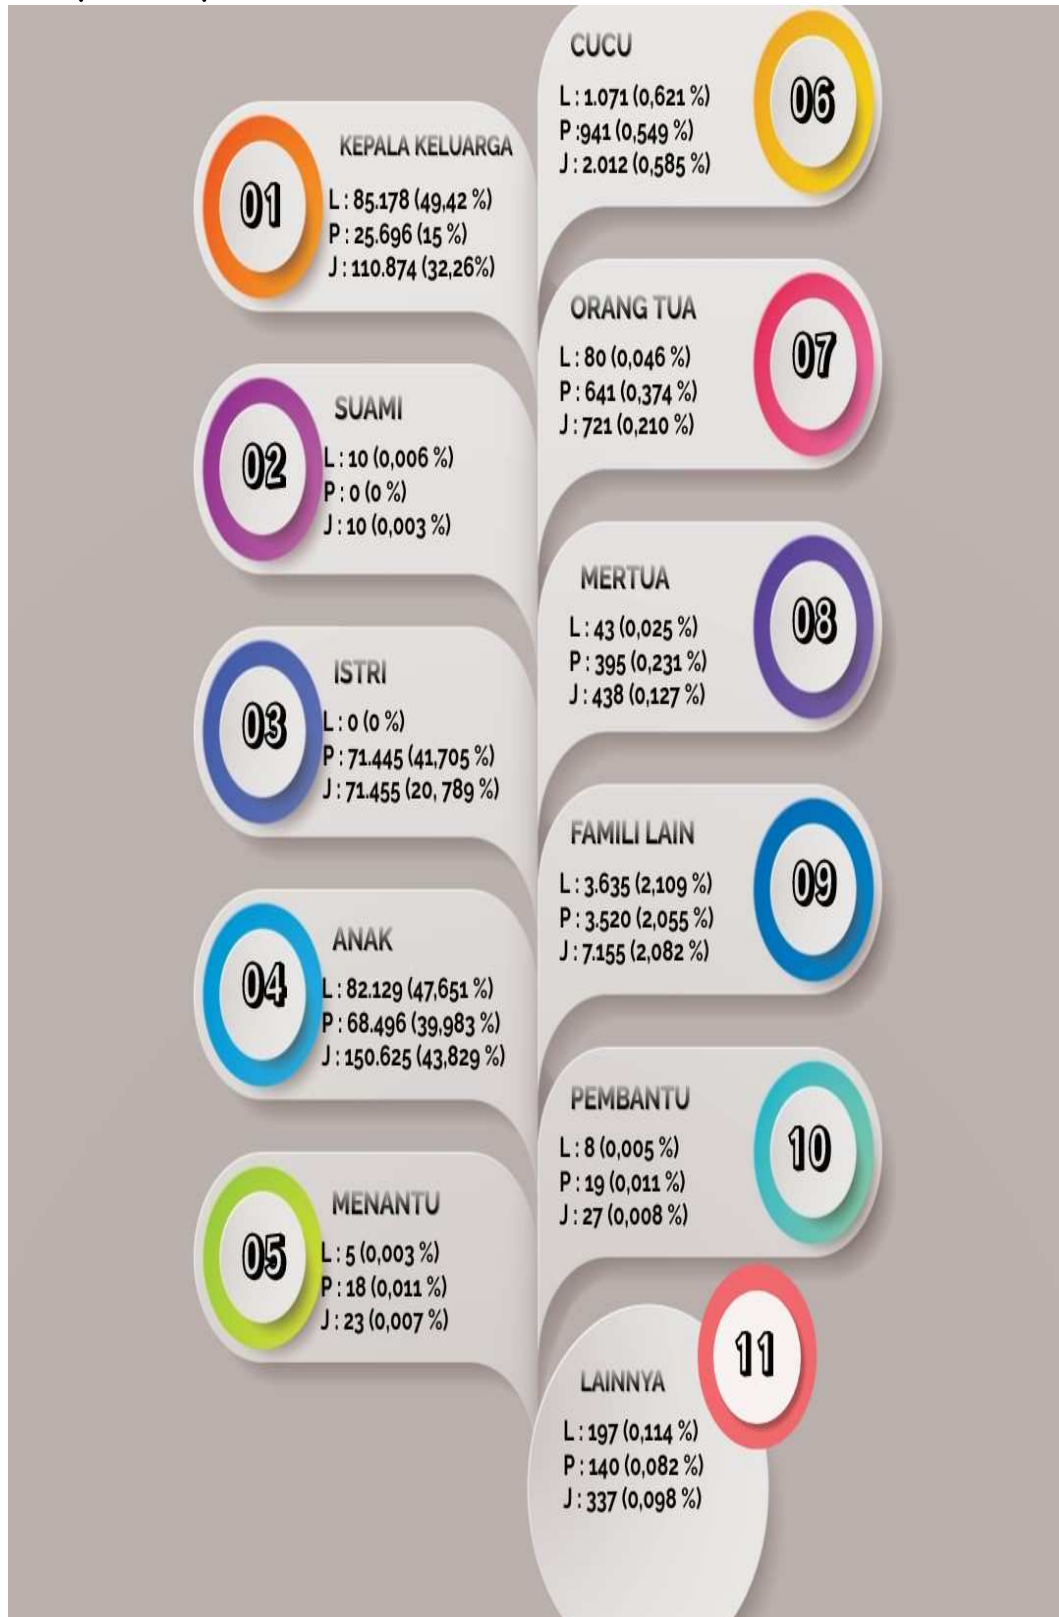 01
KEPALA KELUARGA
L : 85.178 (49,42 %)
P : 25.696 (15 %)
J : 110.874 (32,26%)
02
SUAMI
L : 10 (0,006 %)
P : 0 (0 %)
J : 10 (0,003 %)
03
ISTRI
L : 0 (0 %)
P : 71.445 (41,705 %)
J : 71.455 (20, 789 %)
04
ANAK
L : 82.129 (47,651 %)
P : 68.496 (39,983 %)
J : 150.625 (43,829 %)
05
MENANTU
L : 5 (0,003 %)
P : 18 (0,011 %)
J : 23 (0,007 %)
06
CUCU
L : 1.071 (0,621 %)
P :941 (0,549 %)
J : 2.012 (0,585 %)
07
ORANG TUA
L : 80 (0,046 %)
P : 641 (0,374 %)
J : 721 (0,210 %)
08
MERTUA
L : 43 (0,025 %)
P : 395 (0,231 %)
J : 438 (0,127 %)
09
FAMILI LAIN
L : 3.635 (2,109 %)
P : 3.520 (2,055 %)
J : 7.155 (2,082 %)
10
PEMBANTU
L : 8 (0,005 %)
P : 19 (0,011 %)
J : 27 (0,008 %)
11
LAINNYA
L : 197 (0,114 %)
P : 140 (0,082 %)
J : 337 (0,098 %)